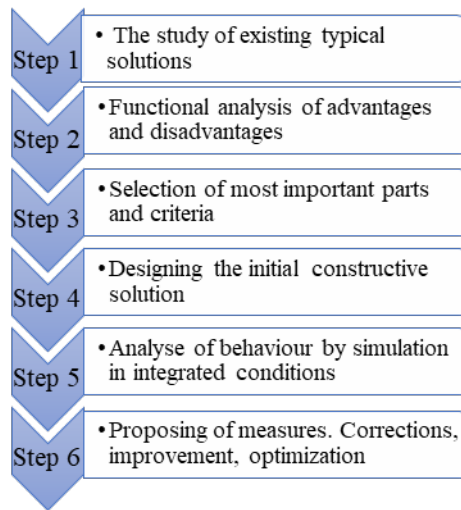 Step 1
• The study of existing typical
solutions
Step 2
•Functional analysis of advantages
and disadvantages
Step 3
•Selection of most important parts
and criteria
Step 4
•Designing the initial constructive
solution
Step 5
•Analyse of behaviour by simulation
in integrated conditions
Step 6
•Proposing of measures. Corrections,
improvement, optimization